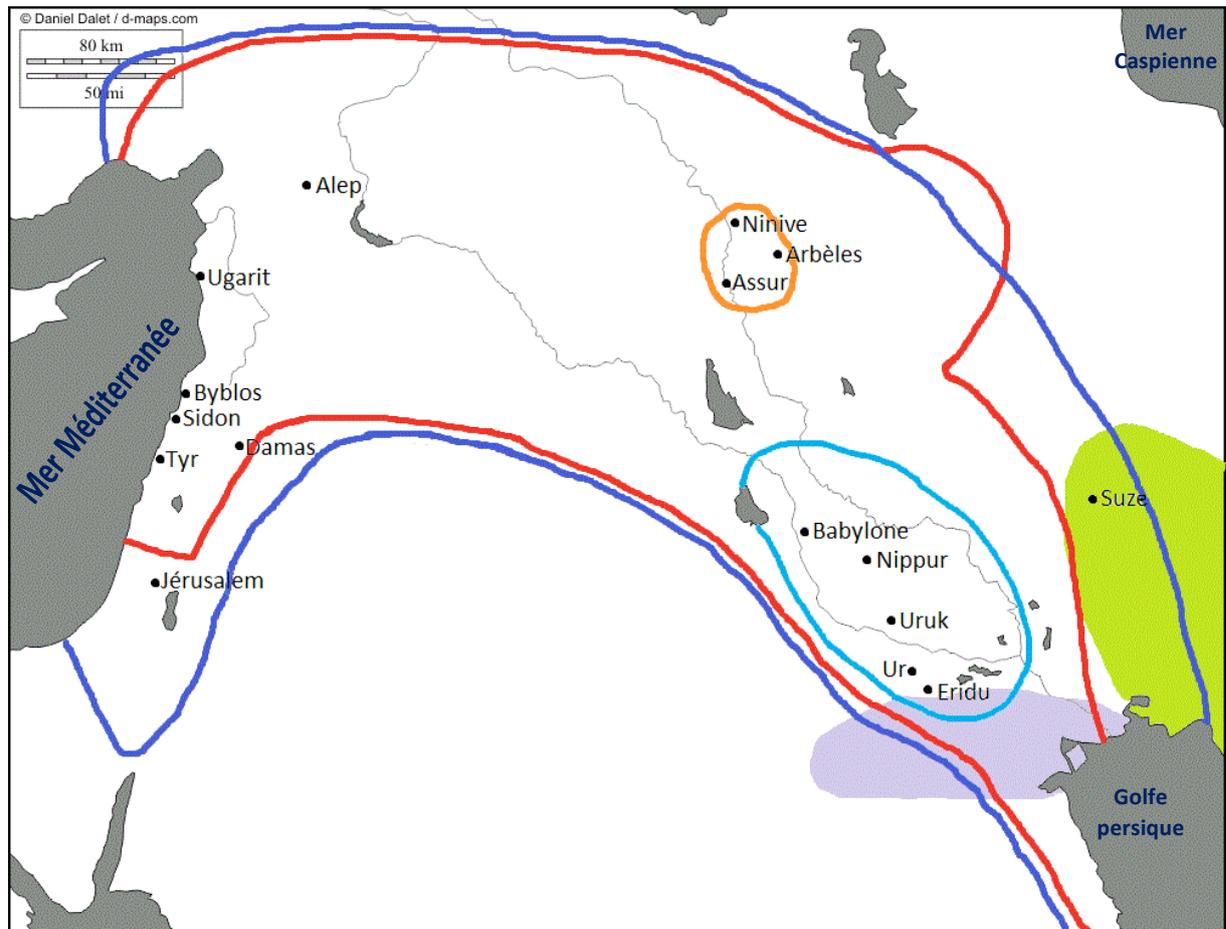 © Daniel Dalet / d-maps.com
80 km
50 mi
Mer
Caspienne
Alep
Ninive
Arbèles
Assur
Ugarit
Mer Méditerranée
Byblos
Sidon
Damas
Tyr
Suze
Babylone
Nippur
Jérusalem
Uruk
Ur
Eridu
Golfe
persique